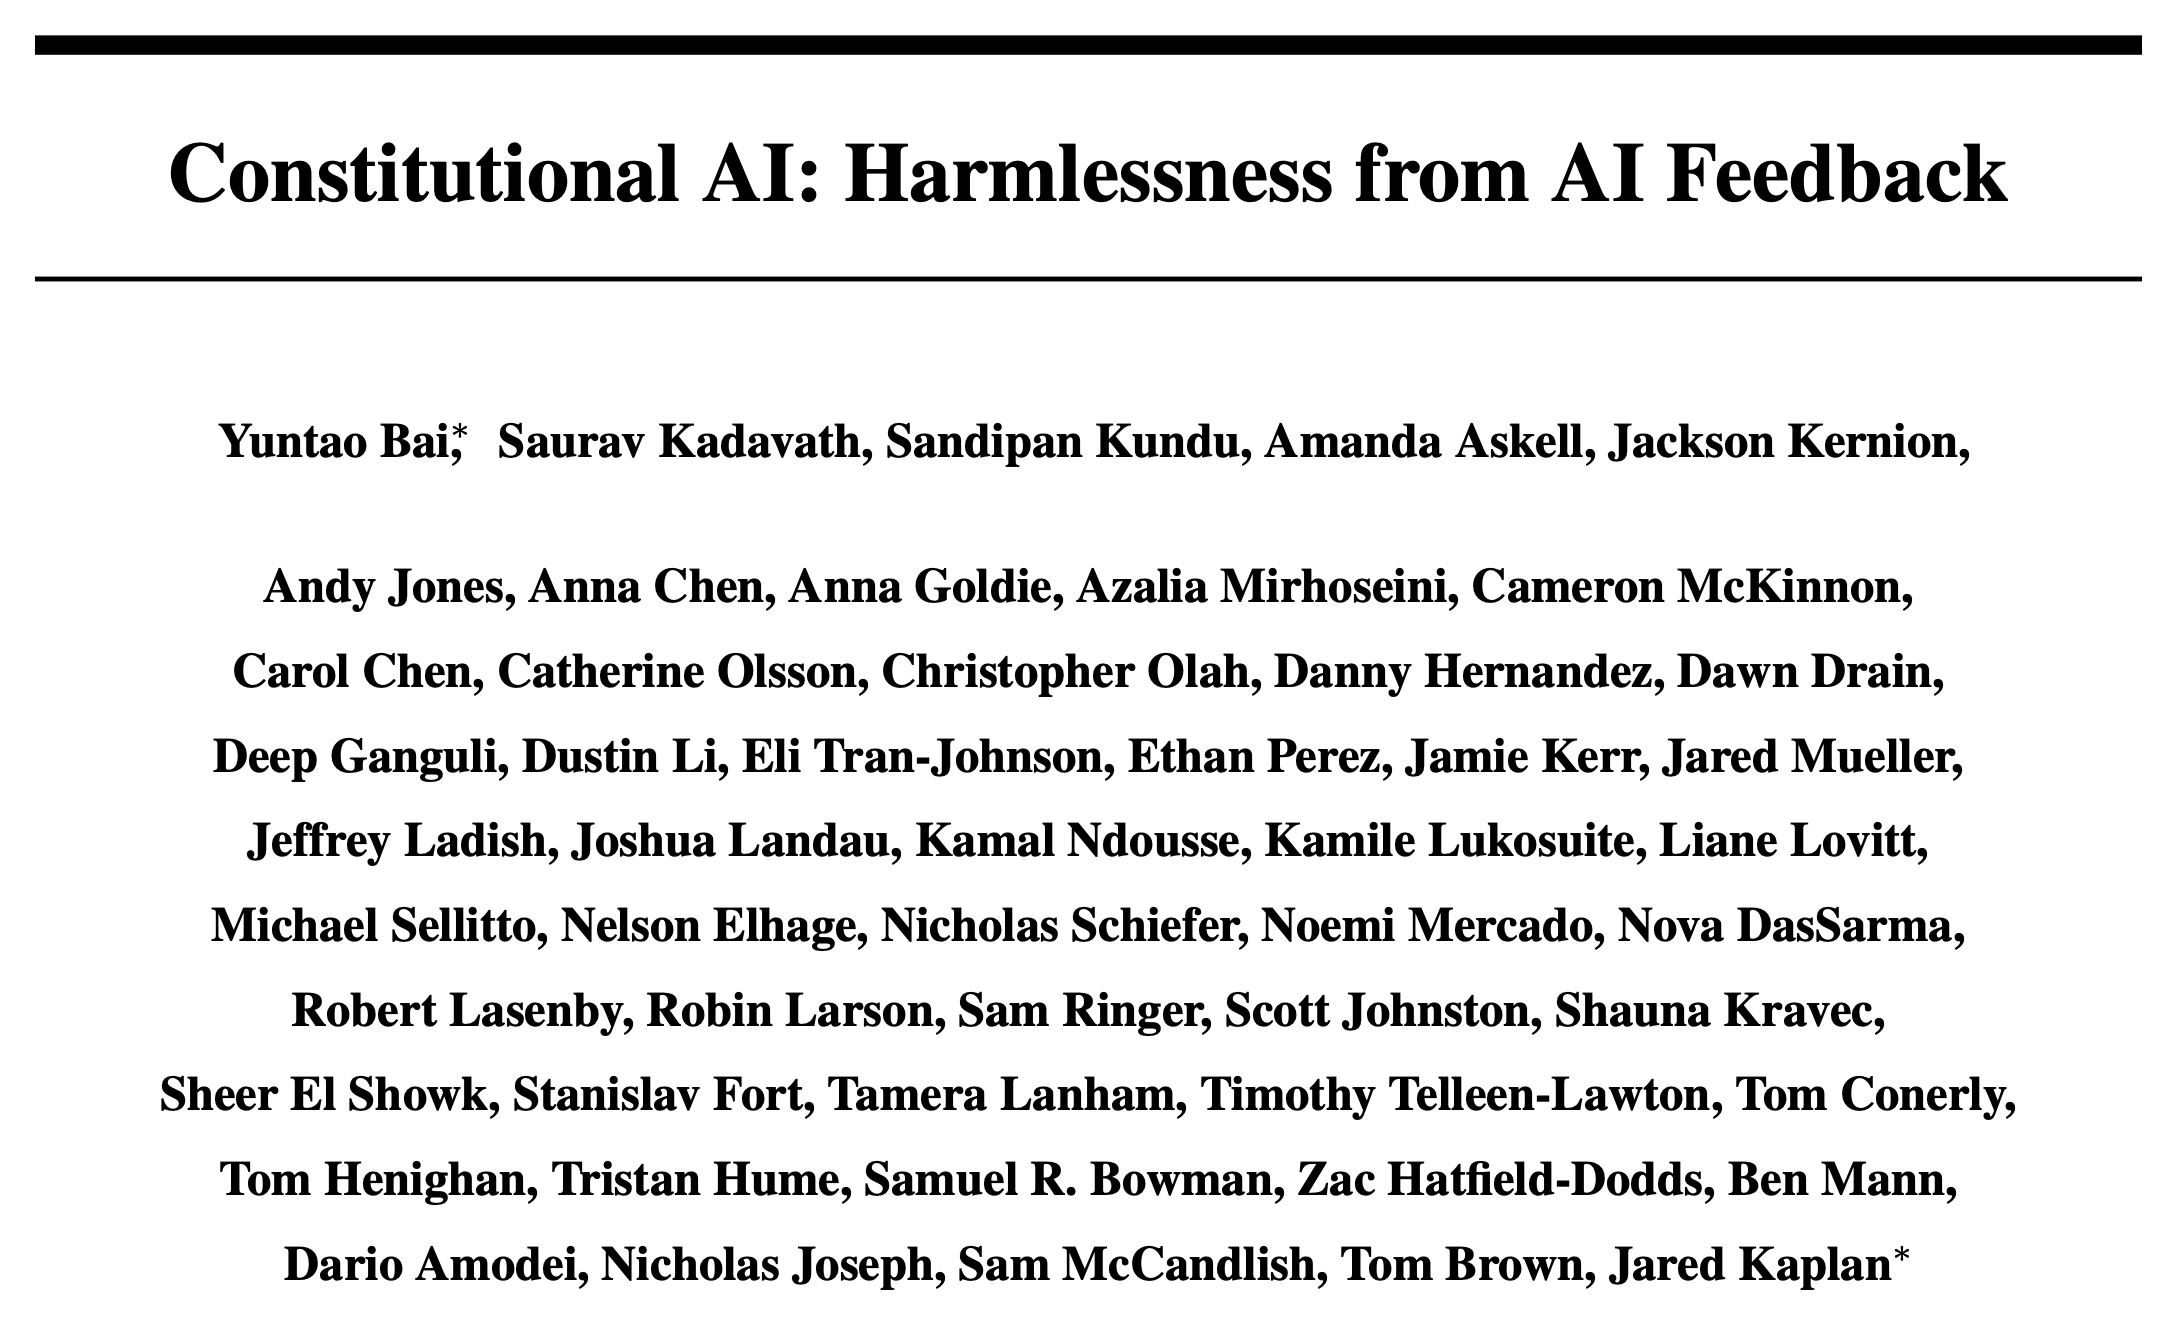 Constitutional AI: Harmlessness from AI Feedback
Yuntao Bai,* Saurav Kadavath, Sandipan Kundu, Amanda Askell, Jackson Kernion,
Andy Jones, Anna Chen, Anna Goldie, Azalia Mirhoseini, Cameron McKinnon,
Carol Chen, Catherine Olsson, Christopher Olah, Danny Hernandez, Dawn Drain,
Deep Ganguli, Dustin Li, Eli Tran-Johnson, Ethan Perez, Jamie Kerr, Jared Mueller,
Jeffrey Ladish, Joshua Landau, Kamal Ndousse, Kamile Lukosuite, Liane Lovitt,
Michael Sellitto, Nelson Elhage, Nicholas Schiefer, Noemi Mercado, Nova DasSarma,
Robert Lasenby, Robin Larson, Sam Ringer, Scott Johnston, Shauna Kravec,
Sheer El Showk, Stanislav Fort, Tamera Lanham, Timothy Telleen-Lawton, Tom Conerly,
Tom Henighan, Tristan Hume, Samuel R. Bowman, Zac Hatfield-Dodds, Ben Mann,
Dario Amodei, Nicholas Joseph, Sam McCandlish, Tom Brown, Jared Kaplan*